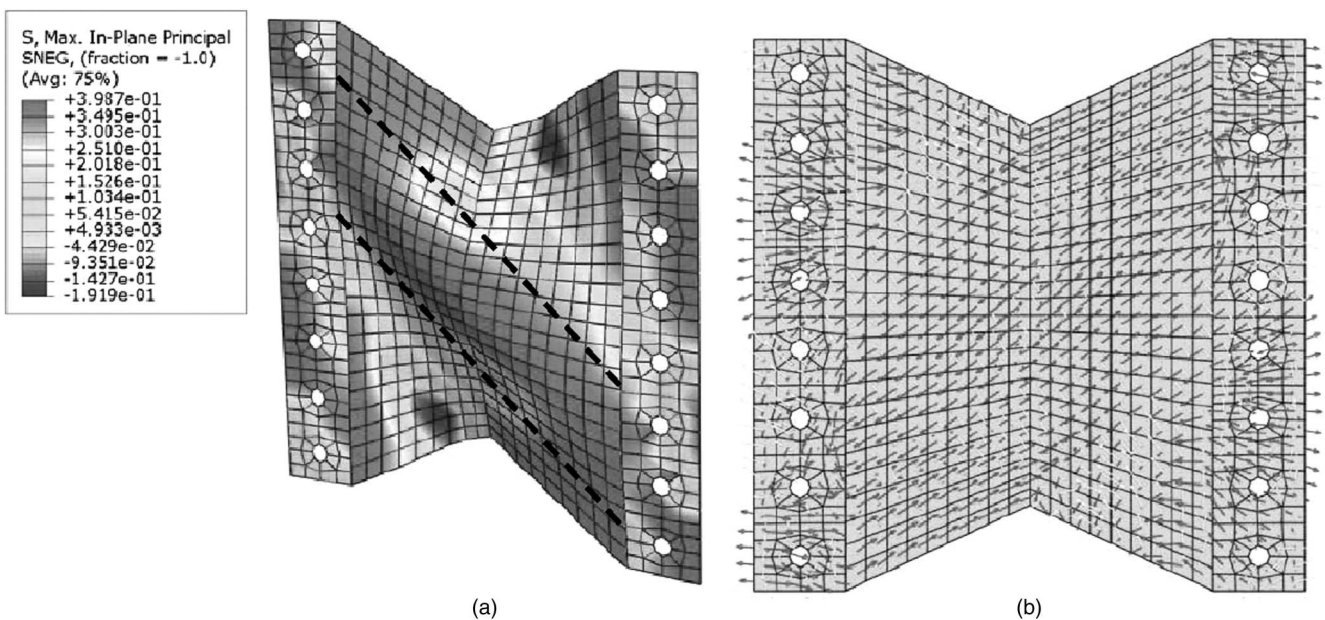 S, Max. In-Plane Principal
SNEG, (fraction = -1.0)
(Avg: 75%)
+3.987e-01
+3.495e-01
+3.003e-01
+2.510e-01
+2.018e-01
+1.526e-01
+1.034e-01
+5.415e-02
+4.933e-03
-4.429e-02
-9.351e-02
-1.427e-01
-1.919e-01
(a)
(b)